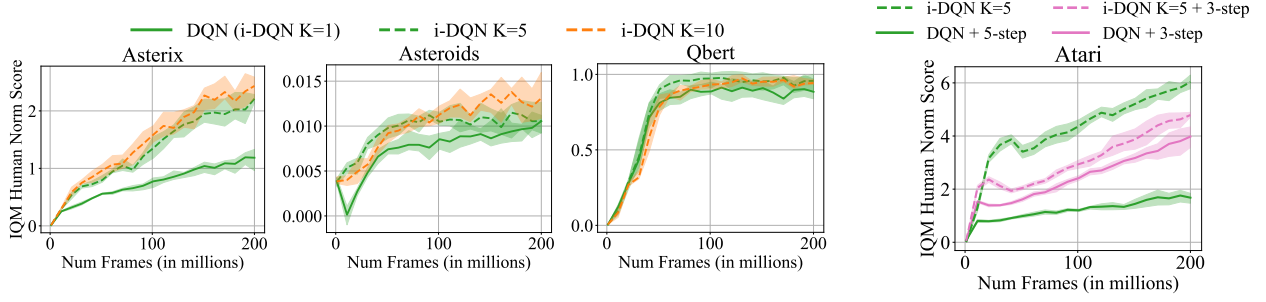 DQN (i-DQN K=1) i-DQN K=5 i-DQN K=10
Asterix
IQM Human Norm Score
2
1
0
0 100 200
Num Frames (in millions)
Asteroids
0.015
0.010
0.005
0.000
0 100 200
Num Frames (in millions)
Qbert
1.0
0.5
0.0
0 100 200
Num Frames (in millions)
i-DQN K=5 i-DQN K=5 + 3-step
DQN + 5-step DQN + 3-step
Atari
IQM Human Norm Score
6
4
2
0
0 100 200
Num Frames (in millions)